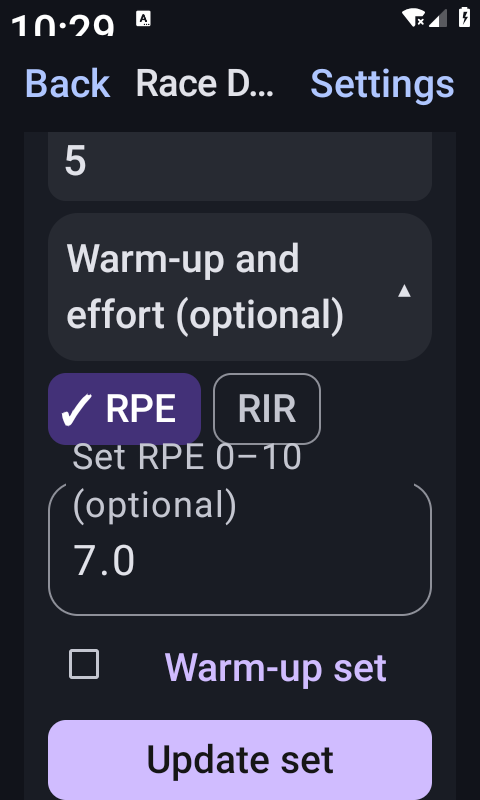 10:29
A
Back Race D... Settings
5
Warm-up and
effort (optional)
✓ RPE RIR
Set RPE 0–10
(optional)
7.0
Warm-up set
Update set